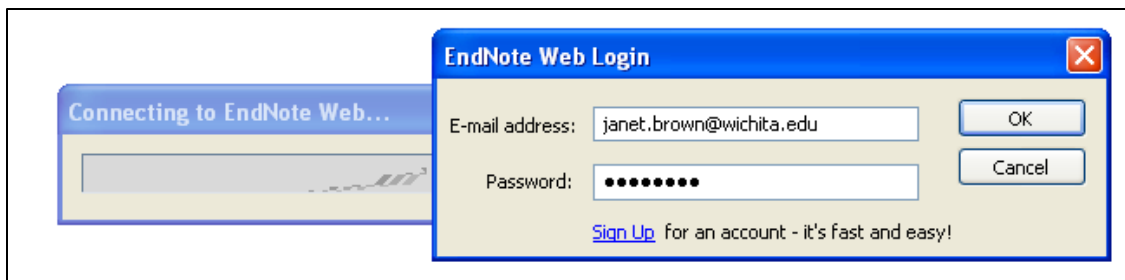 EndNote Web Login
Connecting to EndNote Web...
E-mail address: janet.brown@wichita.edu OK
Password: ●●●●●●●● Cancel
Sign Up for an account - it's fast and easy!